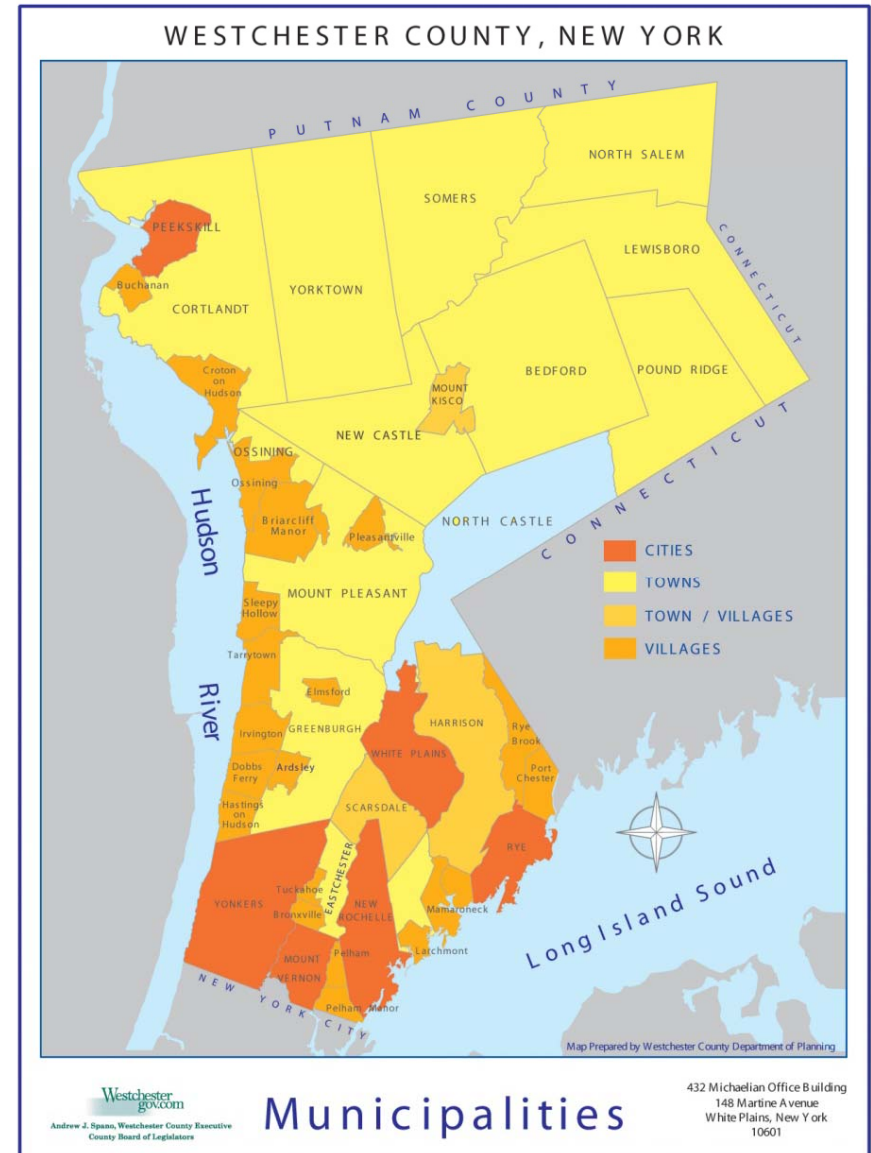 WESTCHESTER COUNTY, NEW YORK
PUTNAM COUNTY
NORTH SALEM
SOMERS
PEEKSKILL
CONNECTICUT
LEWISBORO
Buchanan
YORKTOWN
CORTLANDT
Croton
on
Hudson
MOUNT
KISCO
BEDFORD
POUND RIDGE
NEW CASTLE
OSSINING
Ossining
CONNECTICUT
Hudson
Briarcliff
Manor
Pleasantville
NORTH CASTLE
CITIES
TOWNS
TOWN / VILLAGES
VILLAGES
MOUNT PLEASANT
Sleepy
Hollow
Tarrytown
River
Elmsford
GREENBURGH
HARRISON
Rye
Brook
Irvington
WHITE PLAINS
Dobbs
Ferry
Ardsley
Port
Chester
Hastings
on
Hudson
SCARSDALE
RYE
EASTCHESTER
Tuckahoe
YONKERS
Bronxville
NEW
ROCHELLE
Mamaroneck
Long Island Sound
Larchmont
Pelham
MOUNT
VERNON
NEW YORK CITY
Pelham Manor
Map Prepared by Westchester County Department of Planning
Westchester
gov.com
Andrew J. Spano, Westchester County Executive
County Board of Legislators
Municipalities
432 Michaelian Office Building
148 Martine Avenue
White Plains, New York
10601